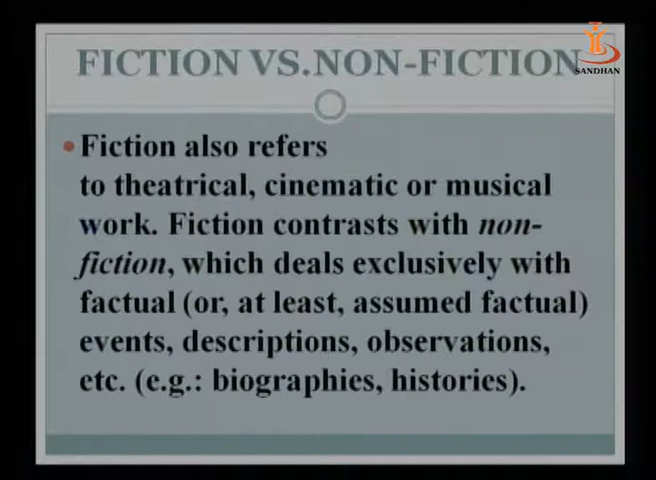 FICTION VS.NON-FICTION
SANDHAN
Fiction also refers
to theatrical, cinematic or musical
work. Fiction contrasts with non-
fiction, which deals exclusively with
factual (or, at least, assumed factual)
events, descriptions, observations,
etc. (e.g.: biographies, histories).